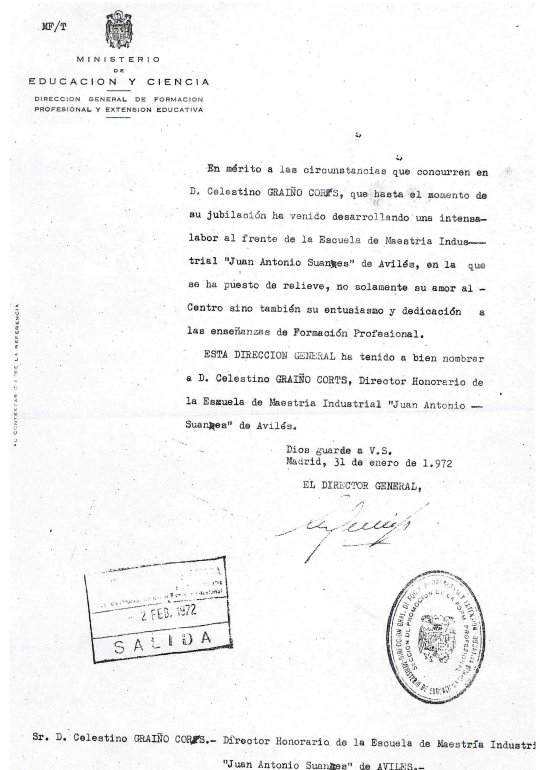 MF/T
MINISTERIO
DE
EDUCACION Y CIENCIA
DIRECCION GENERAL DE FORMACION
PROFESIONAL Y EXTENSION EDUCATIVA
En mérito a las circunstancias que concurren en
D. Celestino GRAIÑO CORTS, que hasta el momento de
su jubilación ha venido desarrollando una intensa-
labor al frente de la Escuela de Maestria Indus—
trial "Juan Antonio Suanzes" de Avilés, en la que
se ha puesto de relieve, no solamente su amor al -
Centro sino también su entusiasmo y dedicación a
las enseñanzas de Formación Profesional.
ESTA DIRECCION GENERAL ha tenido a bien nombrar
a D. Celestino GRAIÑO CORTS, Director Honorario de
la Escuela de Maestria Industrial "Juan Antonio —
Suanzes" de Avilés.
Dios guarde a V.S.
Madrid, 31 de enero de 1.972
EL DIRECTOR GENERAL,
AL CONTESTAR CITESE LA REFERENCIA
- 2 FEB. 1972
SALIDA
SECCION DE PROMOCION DE LA FORM. PROFESIONAL
Sr. D. Celestino GRAIÑO CORTS.- Director Honorario de la Escuela de Maestría Industri
"Juan Antonio Suanzes" de AVILES.-